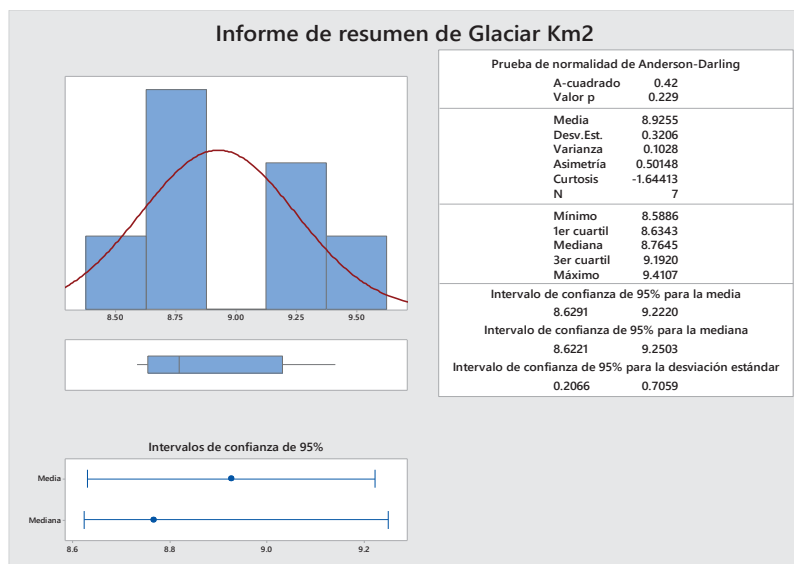 Informe de resumen de Glaciar Km2
8.50 8.75 9.00 9.25 9.50
Prueba de normalidad de Anderson-Darling
A-cuadrado 0.42
Valor p 0.229
Media 8.9255
Desv.Est. 0.3206
Varianza 0.1028
Asimetría 0.50148
Curtosis -1.64413
N 7
Mínimo 8.5886
1er cuartil 8.6343
Mediana 8.7645
3er cuartil 9.1920
Máximo 9.4107
Intervalo de confianza de 95% para la media
8.6291 9.2220
Intervalo de confianza de 95% para la mediana
8.6221 9.2503
Intervalo de confianza de 95% para la desviación estándar
0.2066 0.7059
Intervalos de confianza de 95%
Media
Mediana
8.6 8.8 9.0 9.2